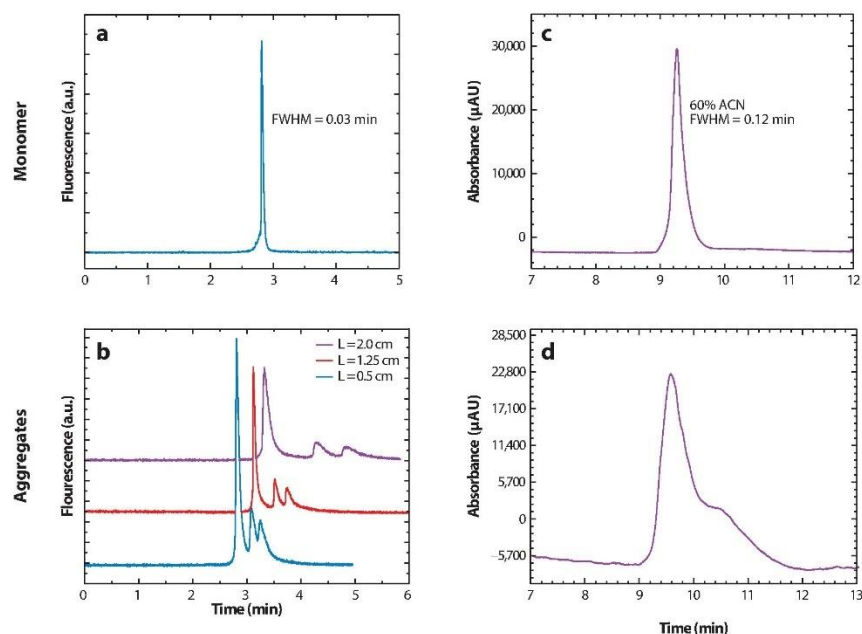 Monomer
a
Fluorescence (a.u.)
FWHM = 0.03 min
0 1 2 3 4 5
c
Absorbance (µAU)
30,000
20,000
10,000
0
60% ACN
FWHM = 0.12 min
7 8 9 10 11 12
Aggregates
b
Flourescence (a.u.)
L = 2.0 cm
L = 1.25 cm
L = 0.5 cm
0 1 2 3 4 5 6
Time (min)
d
Absorbance (µAU)
28,500
22,800
17,100
11,400
5,700
0
–5,700
7 8 9 10 11 12 13
Time (min)